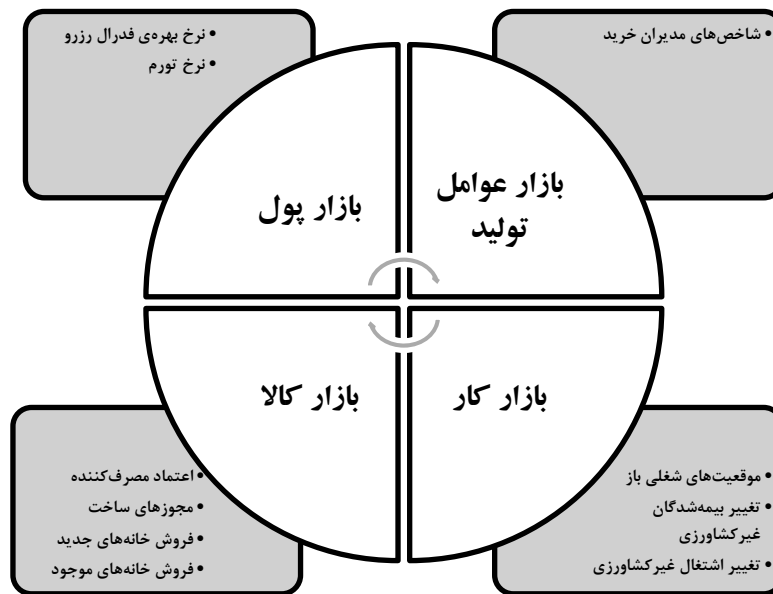 • شاخص‌های مدیران خرید
• نرخ بهره‌ی فدرال رزرو
• نرخ تورم
بازار عوامل
تولید
بازار پول
بازار کار
بازار کالا
• موقعیت‌های شغلی باز
• تغییر بیمه‌شدگان
غیرکشاورزی
• تغییر اشتغال غیرکشاورزی
• اعتماد مصرف‌کننده
• مجوزهای ساخت
• فروش خانه‌های جدید
• فروش خانه‌های موجود